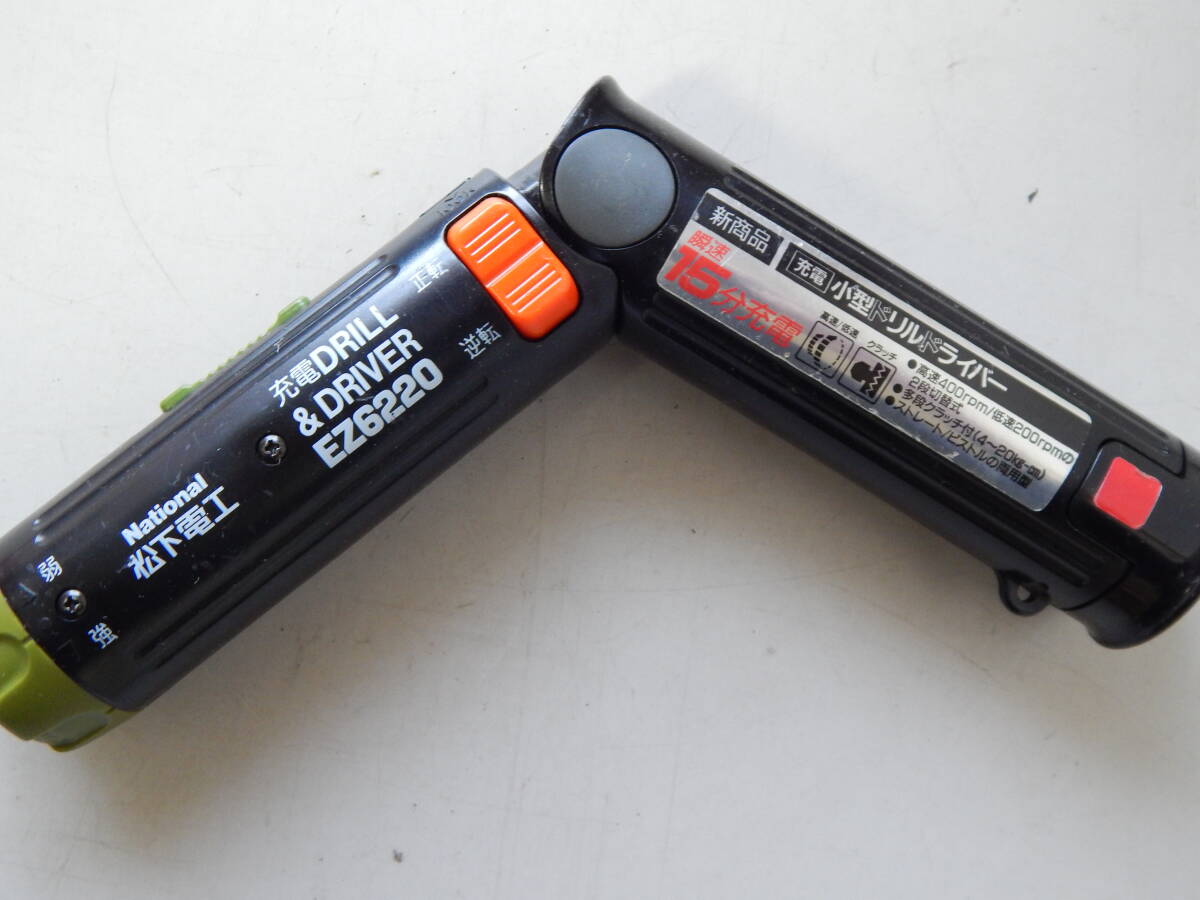 正転
逆転
充電DRILL
& DRIVER
EZ6220
National
松下電工
弱
強
新商品
充電 小型ドリルドライバー
瞬速
15分充電
高速/低速
クラッチ
●高速400rpm/低速200rpmの
2段切替式
●多段クラッチ付(4～20kg-cm)
●ストレート/ピストルの両用型